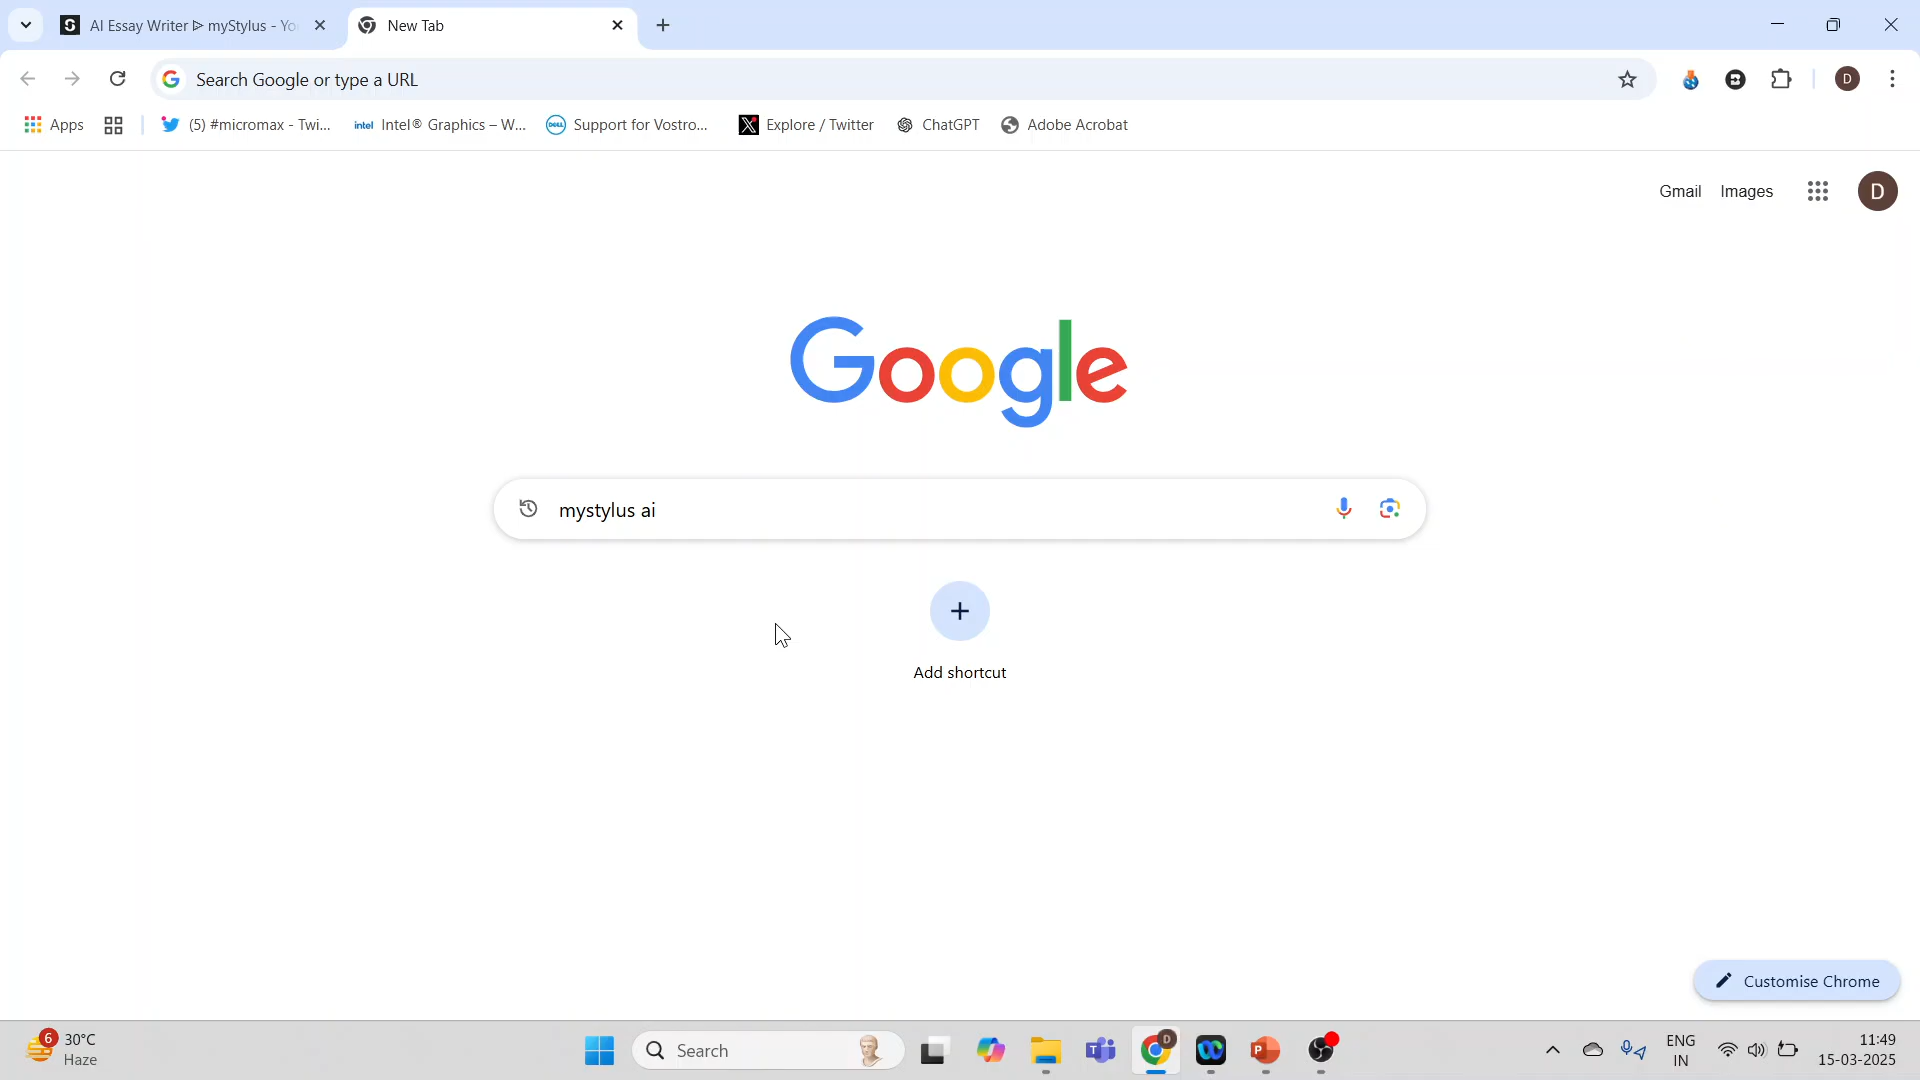 AI Essay Writer ᐉ myStylus - Yo
New Tab
Search Google or type a URL
D
Apps
(5) #micromax - Twi...
intel Intel® Graphics – W...
DELL Support for Vostro...
Explore / Twitter
ChatGPT
Adobe Acrobat
Gmail
Images
D
Google
mystylus ai
Add shortcut
Customise Chrome
6
30°C
Haze
Search
D
ENG
IN
11:49
15-03-2025